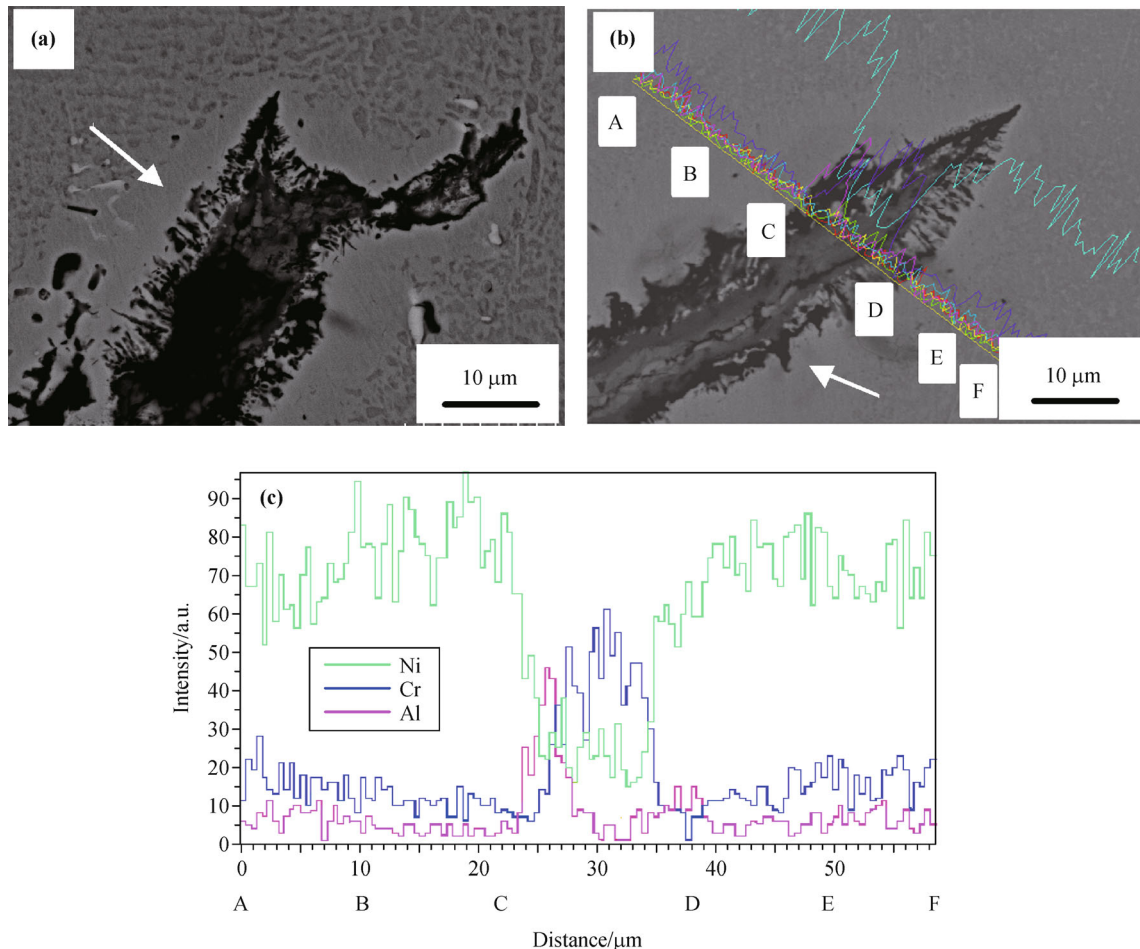 (a)
10 μm
(b)
A
B
C
D
E
F
10 μm
(c)
90
80
70
60
50
40
30
20
10
0
Intensity/a.u.
Ni
Cr
Al
0 10 20 30 40 50
A B C D E F
Distance/μm